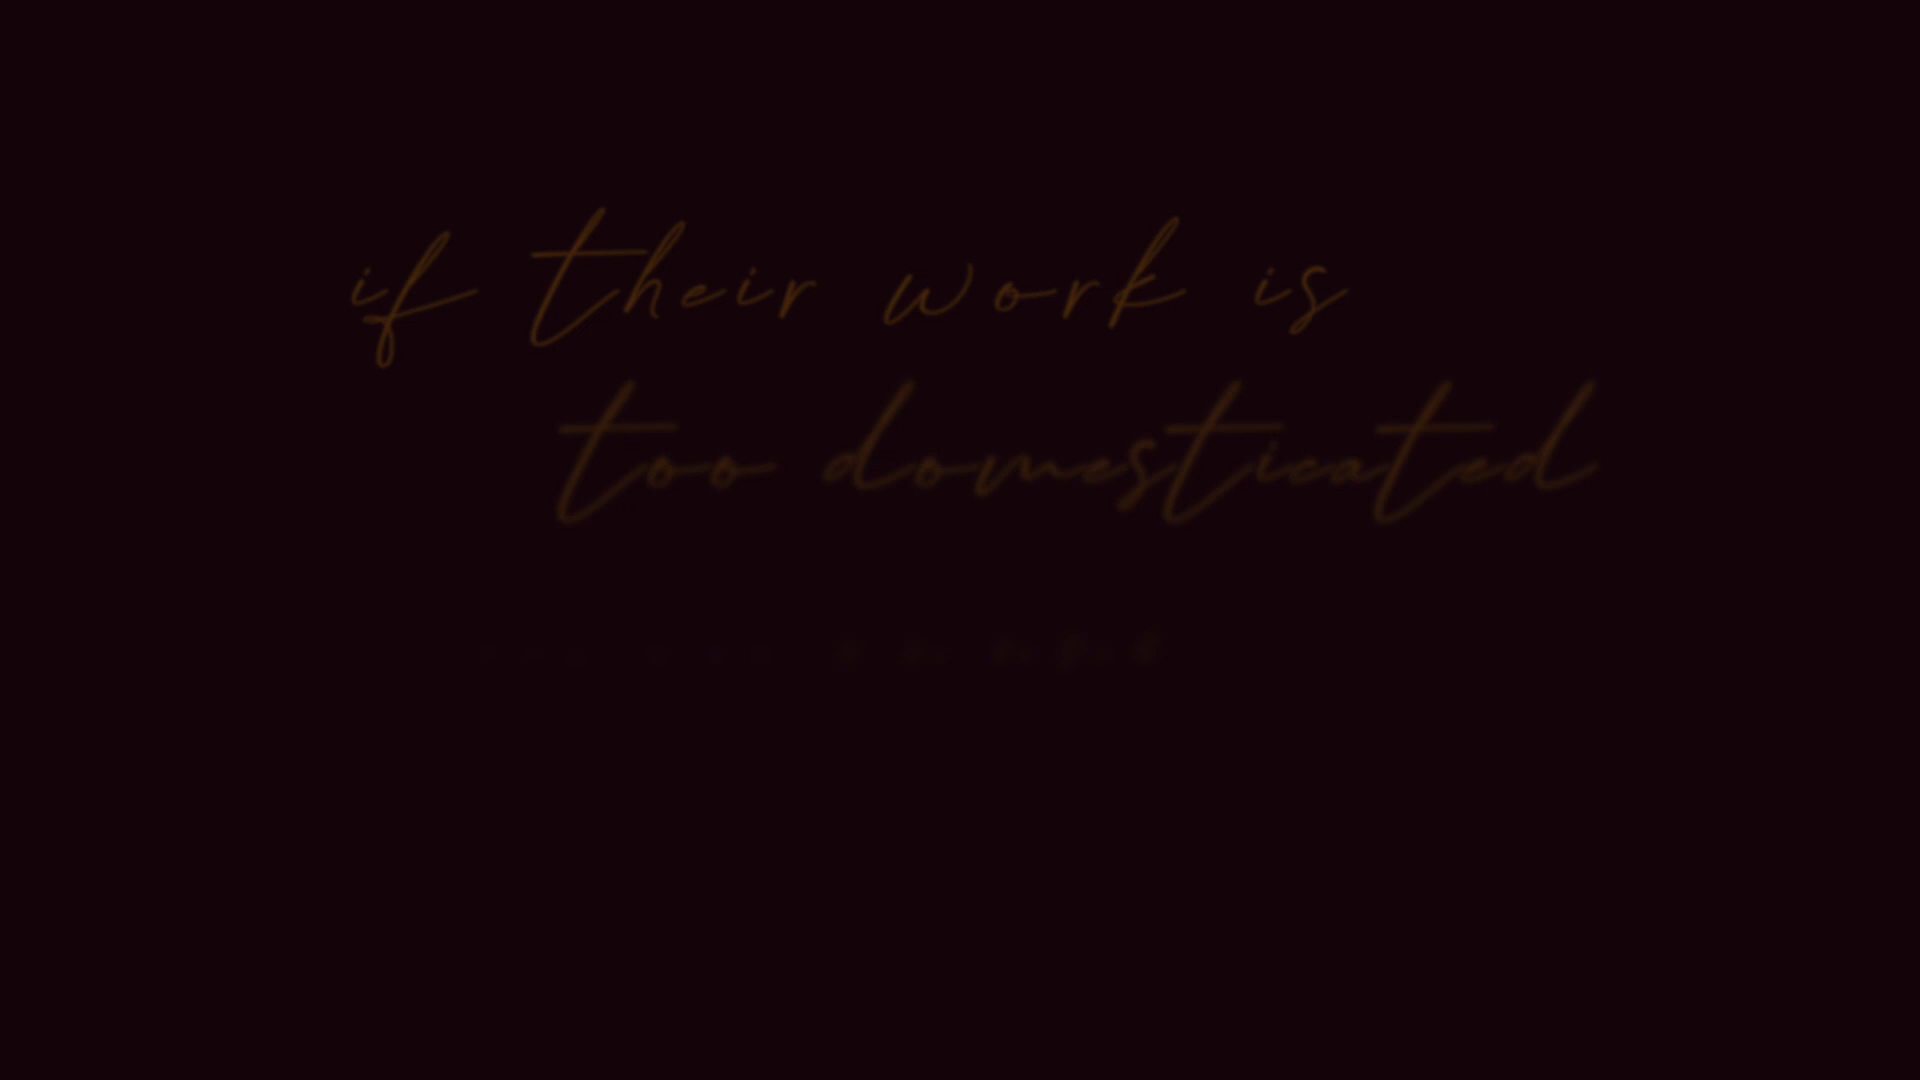 if their work is
too domesticated